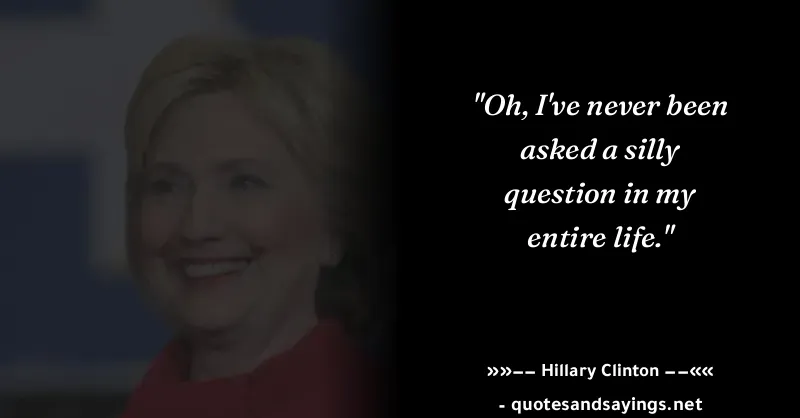 "Oh, I've never been
asked a silly
question in my
entire life."
»»–– Hillary Clinton ––««
- quotesandsayings.net